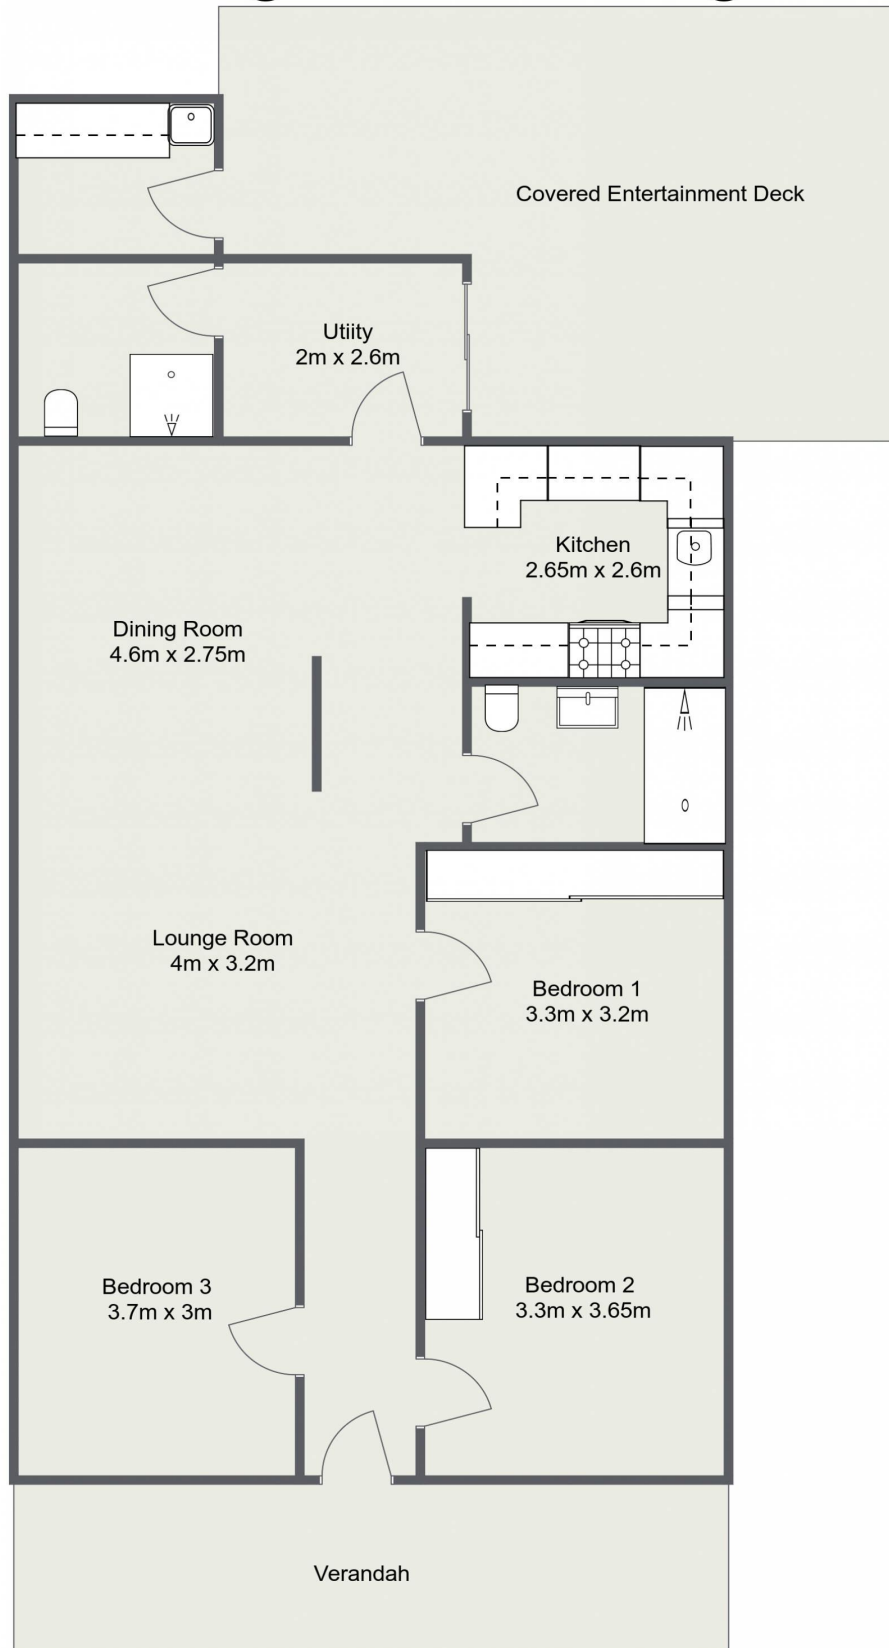 Covered Entertainment Deck
Utiity
2m x 2.6m
Kitchen
2.65m x 2.6m
Dining Room
4.6m x 2.75m
Lounge Room
4m x 3.2m
Bedroom 1
3.3m x 3.2m
Bedroom 3
3.7m x 3m
Bedroom 2
3.3m x 3.65m
Verandah